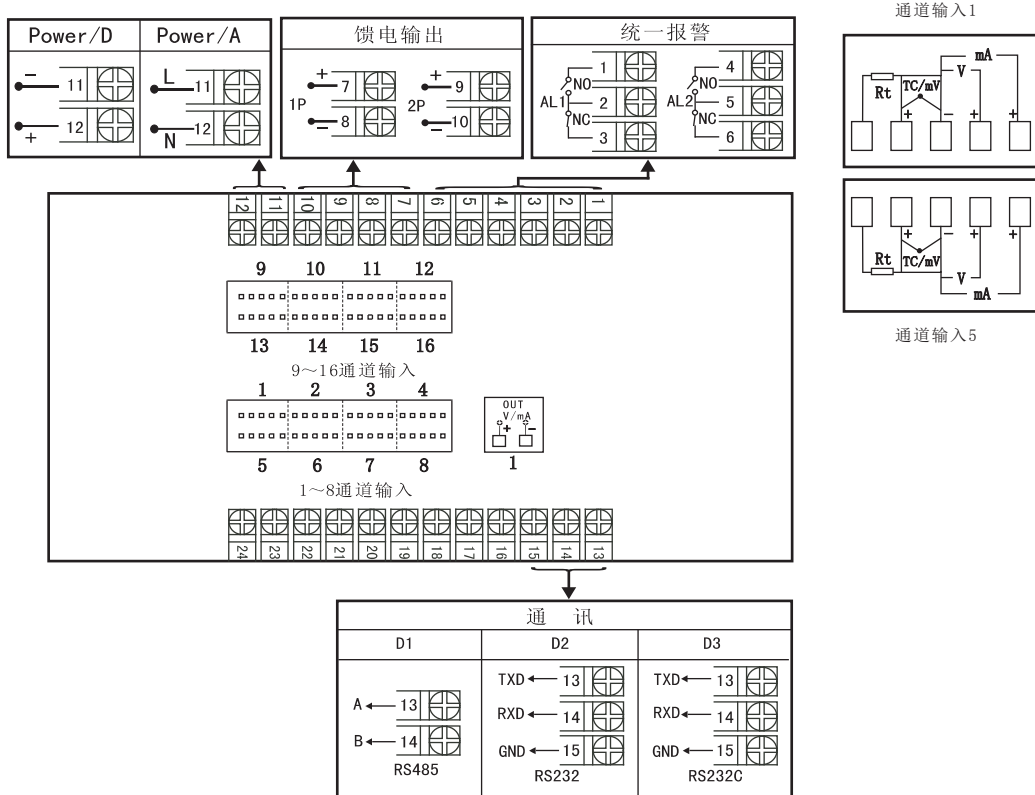 通道输入1
Power/D Power/A
馈电输出
统一报警
− 11
+ 12
L 11
N 12
1P
+ 7
− 8
2P
+ 9
− 10
AL1
NO
NC
1
2
3
AL2
NO
NC
4
5
6
mA
V
Rt
TC/mV
+ − + +
12 11 10 9 8 7 6 5 4 3 2 1
9 10 11 12
13 14 15 16
9～16通道输入
1 2 3 4
5 6 7 8
1～8通道输入
OUT
V/mA
+ −
1
+ − + +
Rt
TC/mV
V
mA
通道输入5
24 23 22 21 20 19 18 17 16 15 14 13
通 讯
D1 D2 D3
A 13
B 14
RS485
TXD 13
RXD 14
GND 15
RS232
TXD 13
RXD 14
GND 15
RS232C